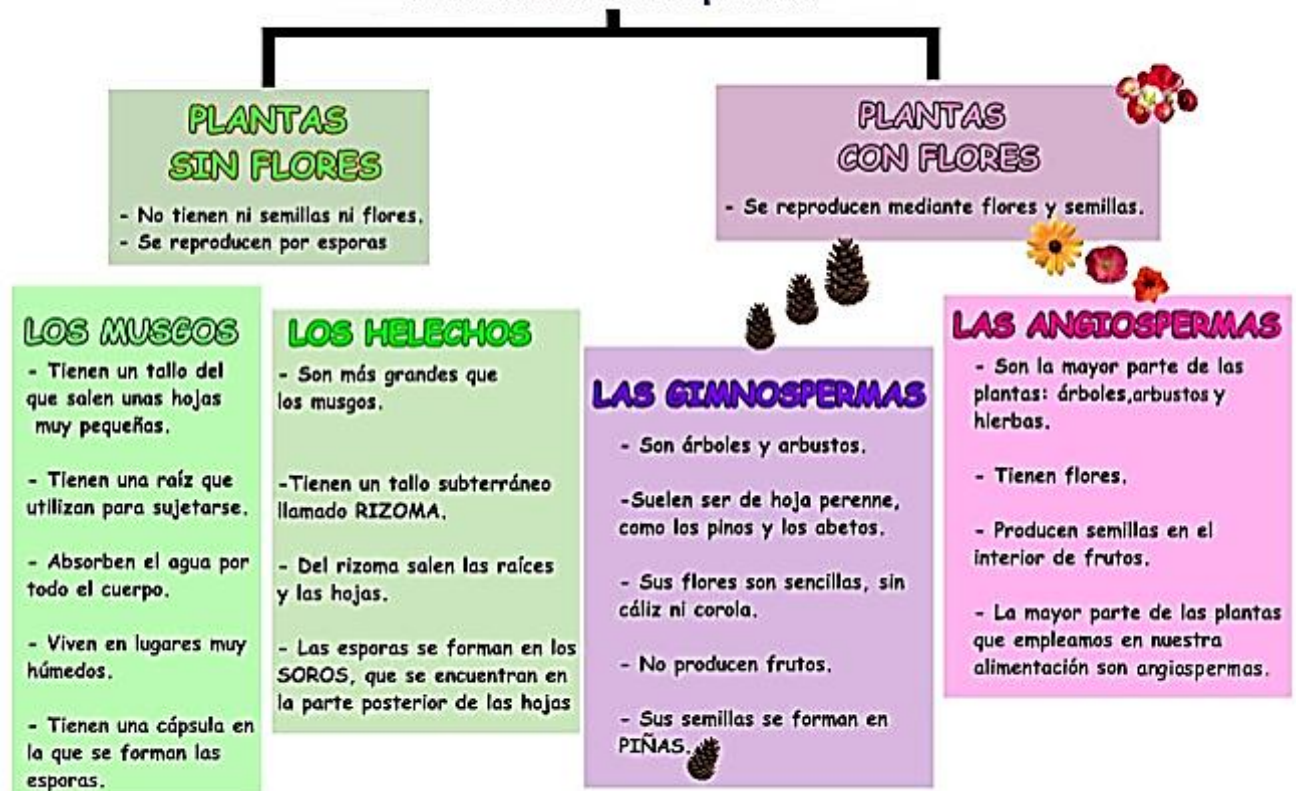 PLANTAS
SIN FLORES
- No tienen ni semillas ni flores.
- Se reproducen por esporas
PLANTAS
CON FLORES
- Se reproducen mediante flores y semillas.
LOS MUSGOS
- Tienen un tallo del
que salen unas hojas
muy pequeñas.
- Tienen una raíz que
utilizan para sujetarse.
- Absorben el agua por
todo el cuerpo.
- Viven en lugares muy
húmedos.
- Tienen una cápsula en
la que se forman las
esporas.
LOS HELECHOS
- Son más grandes que
los musgos.
-Tienen un tallo subterráneo
llamado RIZOMA.
- Del rizoma salen las raíces
y las hojas.
- Las esporas se forman en los
SOROS, que se encuentran en
la parte posterior de las hojas
LAS GIMNOSPERMAS
- Son árboles y arbustos.
-Suelen ser de hoja perenne,
como los pinos y los abetos.
- Sus flores son sencillas, sin
cáliz ni corola.
- No producen frutos.
- Sus semillas se forman en
PIÑAS.
LAS ANGIOSPERMAS
- Son la mayor parte de las
plantas: árboles,arbustos y
hierbas.
- Tienen flores.
- Producen semillas en el
interior de frutos.
- La mayor parte de las plantas
que empleamos en nuestra
alimentación son angiospermas.